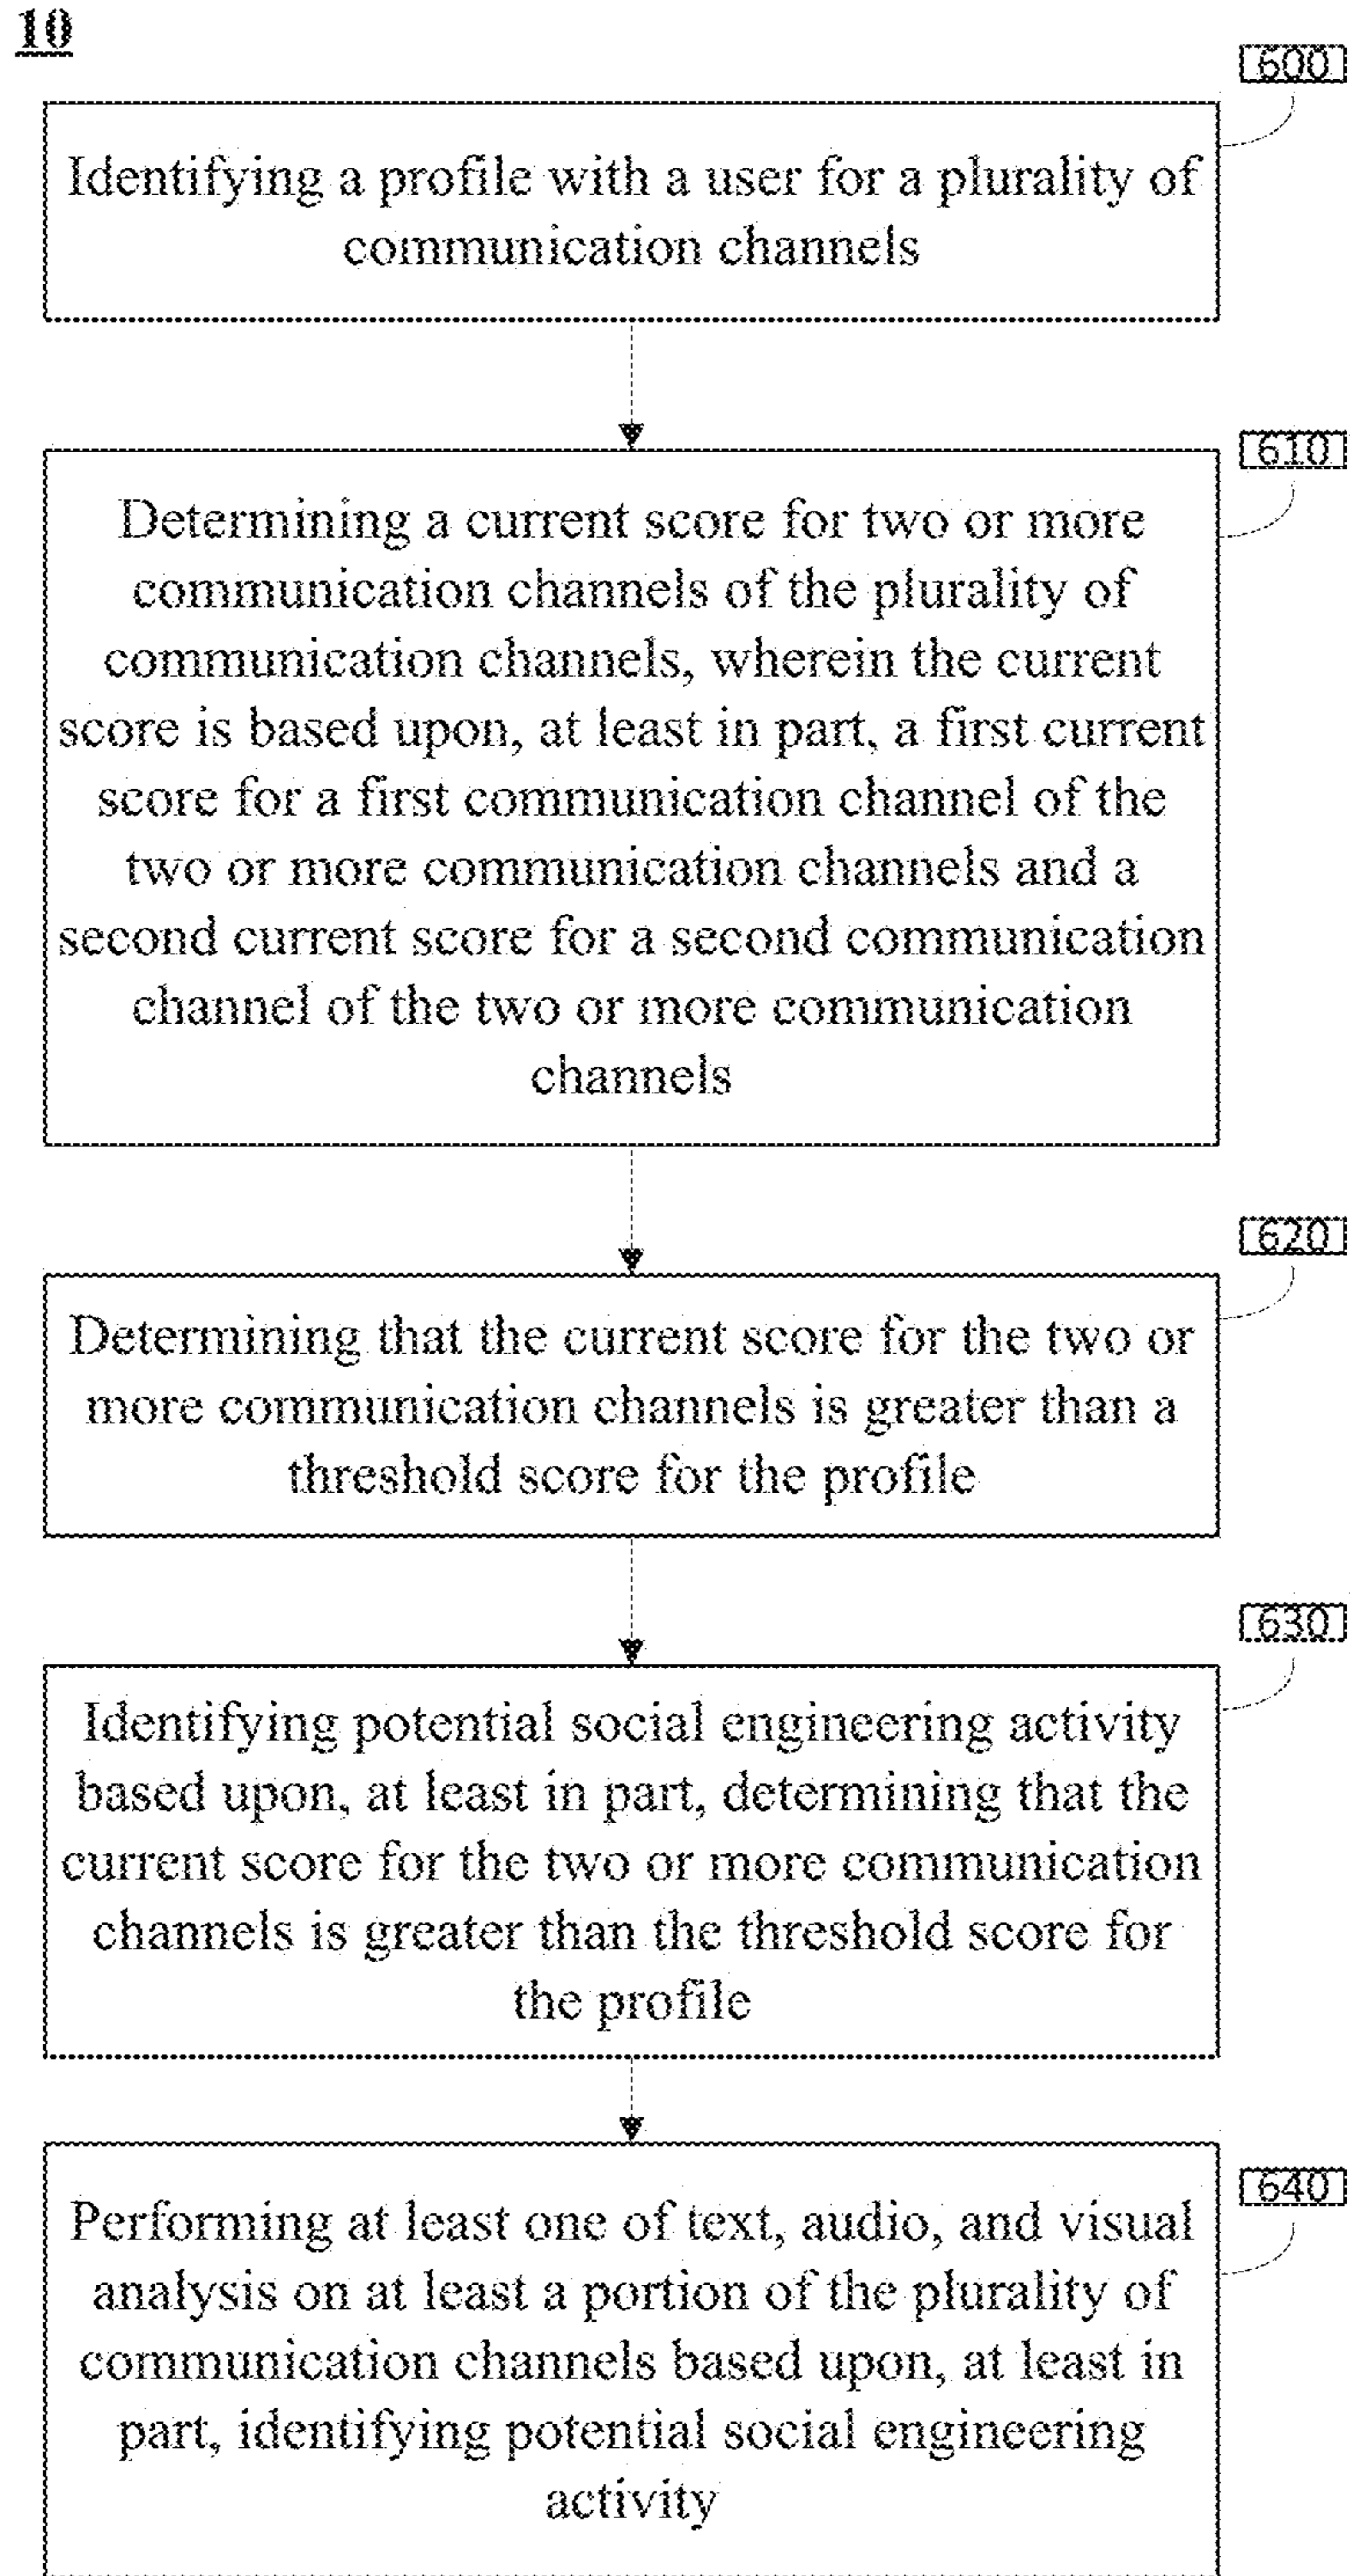 10
600
Identifying a profile with a user for a plurality of
communication channels
610
Determining a current score for two or more
communication channels of the plurality of
communication channels, wherein the current
score is based upon, at least in part, a first current
score for a first communication channel of the
two or more communication channels and a
second current score for a second communication
channel of the two or more communication
channels
620
Determining that the current score for the two or
more communication channels is greater than a
threshold score for the profile
630
Identifying potential social engineering activity
based upon, at least in part, determining that the
current score for the two or more communication
channels is greater than the threshold score for
the profile
640
Performing at least one of text, audio, and visual
analysis on at least a portion of the plurality of
communication channels based upon, at least in
part, identifying potential social engineering
activity